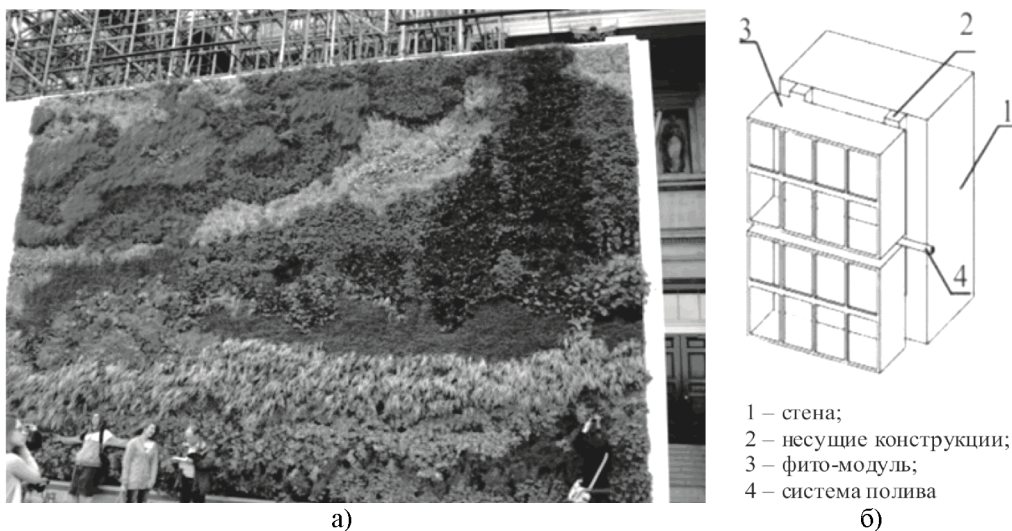 3
2
1
4
1 – стена;
2 – несущие конструкции;
3 – фито-модуль;
4 – система полива
а)
б)